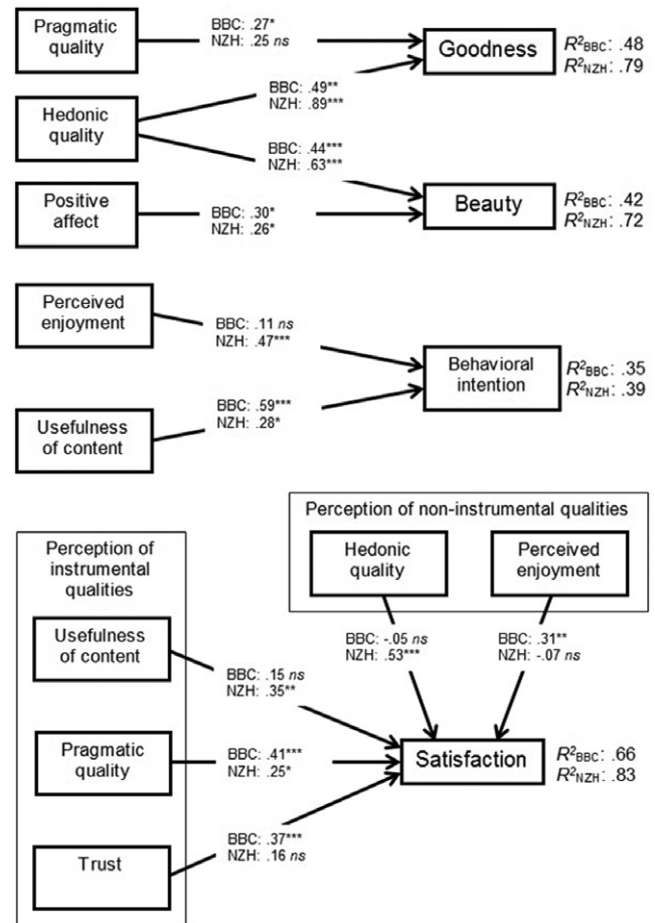 Pragmatic
quality
BBC: .27*
NZH: .25 ns
Goodness
R²BBC: .48
R²NZH: .79
Hedonic
quality
BBC: .49**
NZH: .89***
BBC: .44***
NZH: .63***
Positive
affect
BBC: .30*
NZH: .26*
Beauty
R²BBC: .42
R²NZH: .72
Perceived
enjoyment
BBC: .11 ns
NZH: .47***
Behavioral
intention
R²BBC: .35
R²NZH: .39
Usefulness
of content
BBC: .59***
NZH: .28*
Perception of non-instrumental qualities
Hedonic
quality
Perceived
enjoyment
BBC: -.05 ns
NZH: .53***
BBC: .31**
NZH: -.07 ns
Perception of
instrumental
qualities
Usefulness
of content
BBC: .15 ns
NZH: .35**
Pragmatic
quality
BBC: .41***
NZH: .25*
Satisfaction
R²BBC: .66
R²NZH: .83
Trust
BBC: .37***
NZH: .16 ns